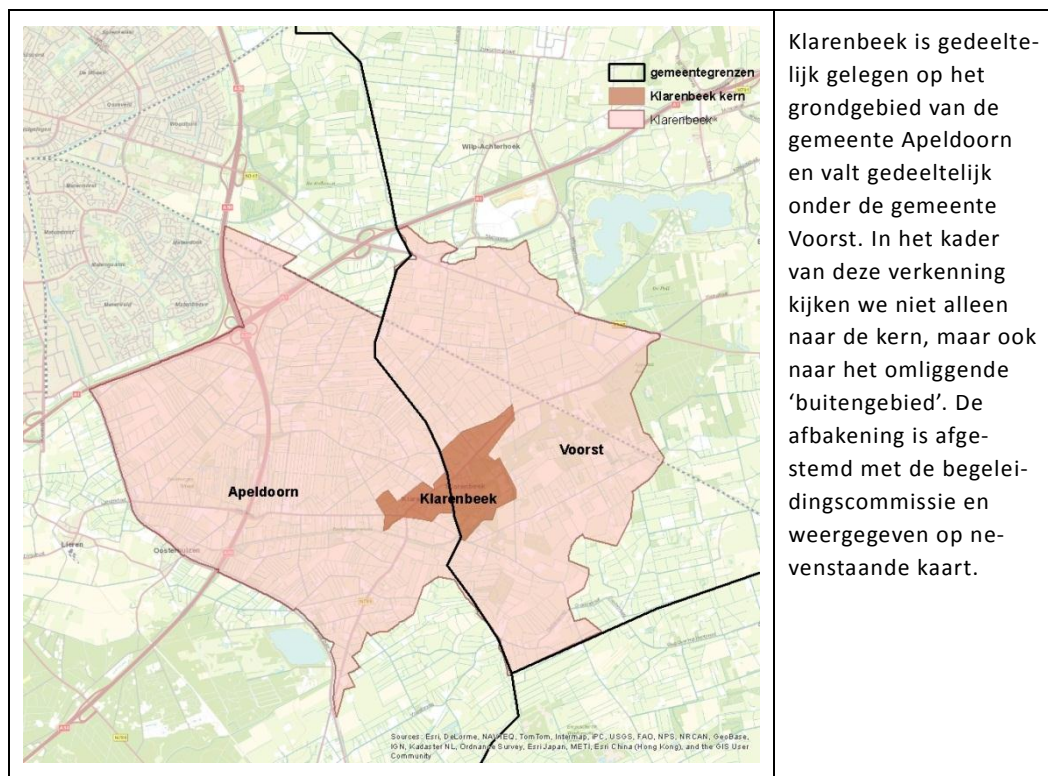 gemeentegrenzen
Klarenbeek kern
Klarenbeek
Wilp-Achterhoek
Voorst
Apeldoorn
Klarenbeek
Lieren
Oosterhuizen
Sources: Esri, DeLorme, NAVTEQ, TomTom, Intermap, iPC, USGS, FAO, NPS, NRCAN, GeoBase,
IGN, Kadaster NL, Ordnance Survey, Esri Japan, METI, Esri China (Hong Kong), and the GIS User
Community
Klarenbeek is gedeelte-
lijk gelegen op het
grondgebied van de
gemeente Apeldoorn
en valt gedeeltelijk
onder de gemeente
Voorst. In het kader
van deze verkenning
kijken we niet alleen
naar de kern, maar ook
naar het omliggende
‘buitengebied’. De
afbakening is afge-
stemd met de begelei-
dingscommissie en
weergegeven op ne-
venstaande kaart.